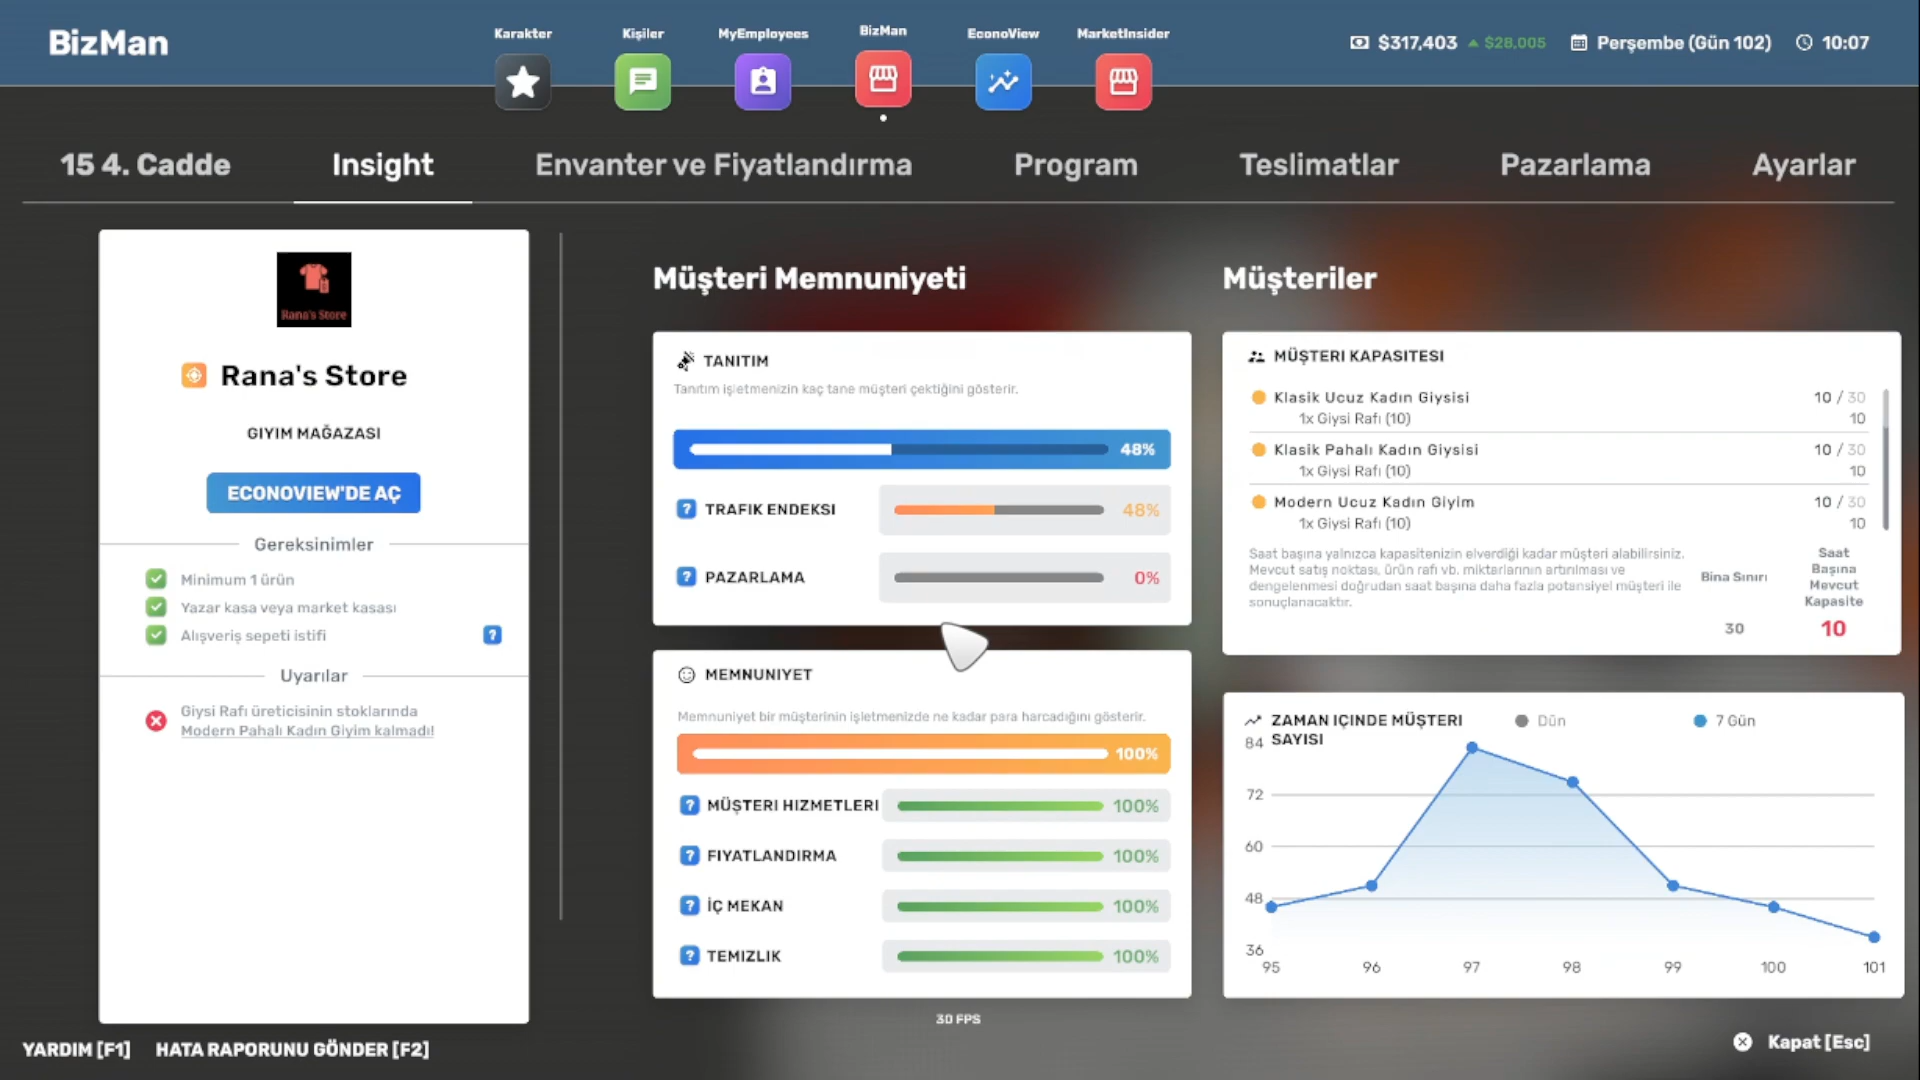 BizMan
Karakter
Kişiler
MyEmployees
BizMan
EconoView
MarketInsider
$317,403
$28,005
Perşembe (Gün 102)
10:07
15 4. Cadde
Insight
Envanter ve Fiyatlandırma
Program
Teslimatlar
Pazarlama
Ayarlar
Rana's Store
Rana's Store
GIYIM MAĞAZASI
ECONOVIEW'DE AÇ
Gereksinimler
Minimum 1 ürün
Yazar kasa veya market kasası
Alışveriş sepeti istifi
?
Uyarılar
Giysi Rafı üreticisinin stoklarında
Modern Pahalı Kadın Giyim kalmadı!
Müşteri Memnuniyeti
TANITIM
Tanıtım işletmenizin kaç tane müşteri çektiğini gösterir.
48%
? TRAFIK ENDEKSI 48%
? PAZARLAMA 0%
MEMNUNIYET
Memnuniyet bir müşterinin işletmenizde ne kadar para harcadığını gösterir.
100%
? MÜŞTERI HIZMETLERI 100%
? FIYATLANDIRMA 100%
? İÇ MEKAN 100%
? TEMIZLIK 100%
Müşteriler
MÜŞTERI KAPASITESI
Klasik Ucuz Kadın Giysisi 10 / 30
1x Giysi Rafı (10) 10
Klasik Pahalı Kadın Giysisi 10 / 30
1x Giysi Rafı (10) 10
Modern Ucuz Kadın Giyim 10 / 30
1x Giysi Rafı (10) 10
Saat başına yalnızca kapasitenizin elverdiği kadar müşteri alabilirsiniz.
Mevcut satış noktası, ürün rafı vb. miktarlarının artırılması ve
dengelenmesi doğrudan saat başına daha fazla potansiyel müşteri ile
sonuçlanacaktır.
Bina Sınırı
30
Saat
Başına
Mevcut
Kapasite
10
ZAMAN IÇINDE MÜŞTERI
SAYISI
Dün
7 Gün
84
72
60
48
36
95 96 97 98 99 100 101
30 FPS
YARDIM [F1]
HATA RAPORUNU GÖNDER [F2]
Kapat [Esc]